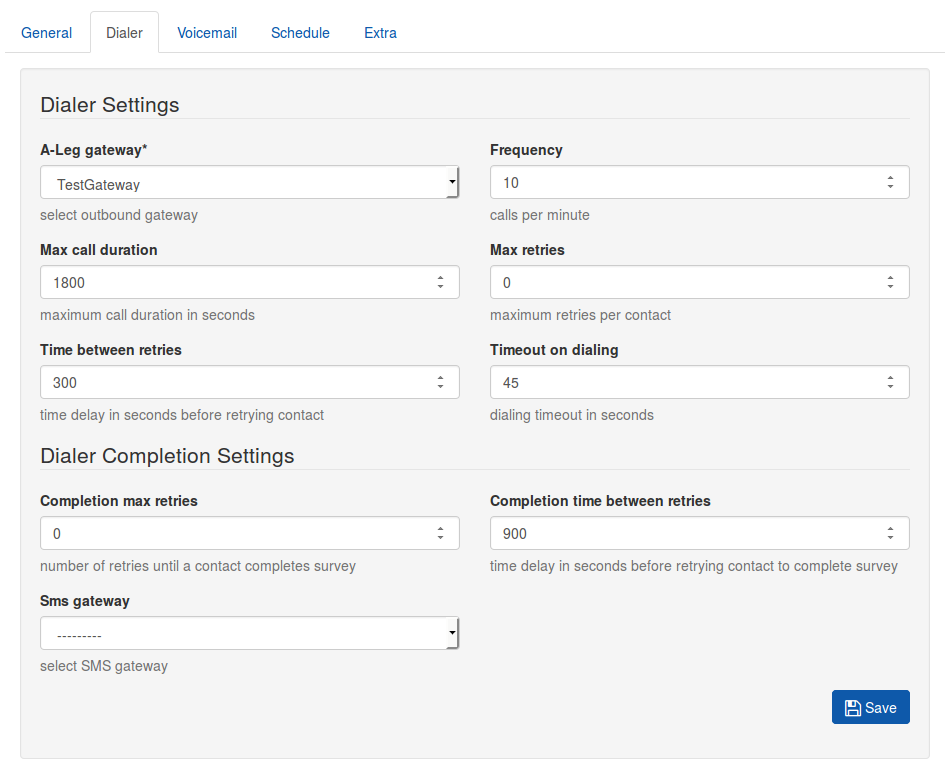 General Dialer Voicemail Schedule Extra
Dialer Settings
A-Leg gateway* Frequency
TestGateway 10
select outbound gateway calls per minute
Max call duration Max retries
1800 0
maximum call duration in seconds maximum retries per contact
Time between retries Timeout on dialing
300 45
time delay in seconds before retrying contact dialing timeout in seconds
Dialer Completion Settings
Completion max retries Completion time between retries
0 900
number of retries until a contact completes survey time delay in seconds before retrying contact to complete survey
Sms gateway
---------
select SMS gateway
Save